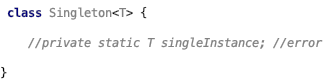 class Singleton<T> {
//private static T singleInstance; //error
}